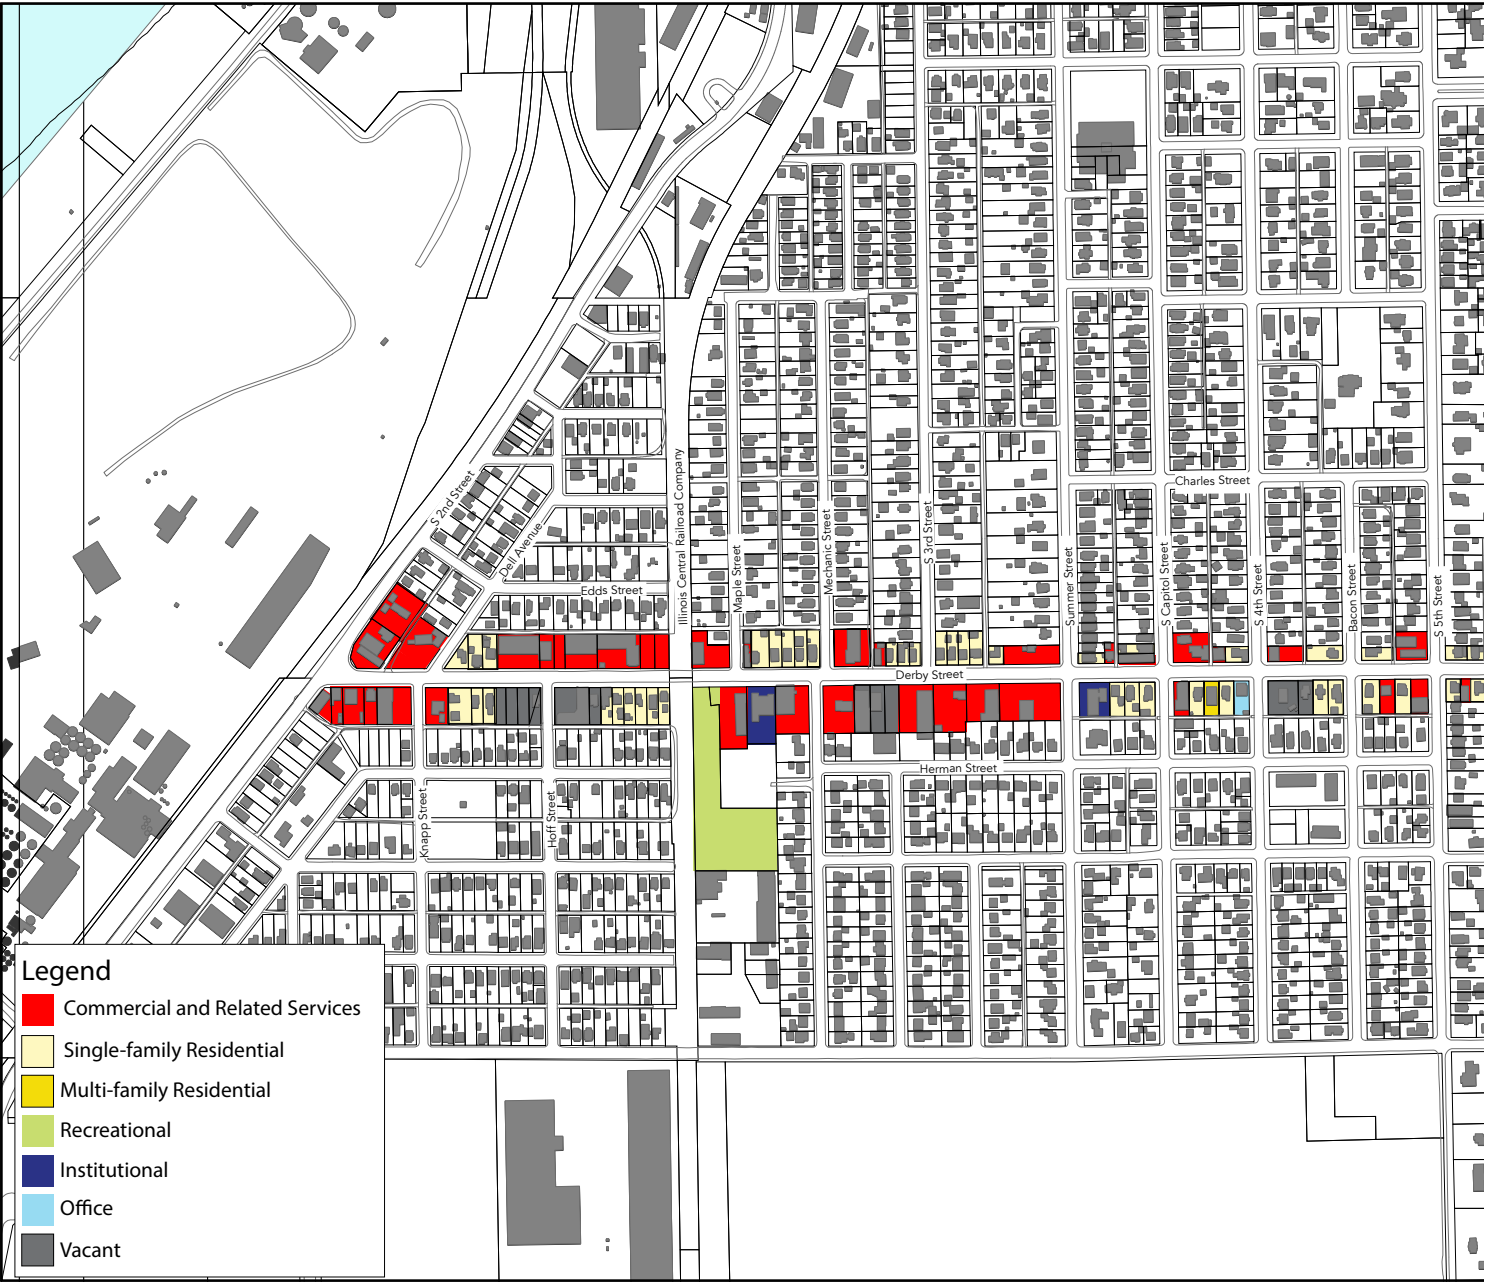 Charles Street
S 2nd Street
Illinois Central Railroad Company
S 3rd Street
Mechanic Street
Dell Avenue
Maple Street
Summer Street
S Capitol Street
S 4th Street
Bacon Street
S 5th Street
Edds Street
Derby Street
Herman Street
Knapp Street
Hoff Street
Legend
Commercial and Related Services
Single-family Residential
Multi-family Residential
Recreational
Institutional
Office
Vacant